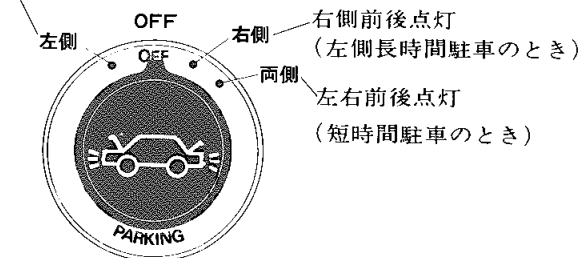 OFF
左側
右側
両側
OFF
PARKING
右側前後点灯
(左側長時間駐車のとき)
左右前後点灯
(短時間駐車のとき)